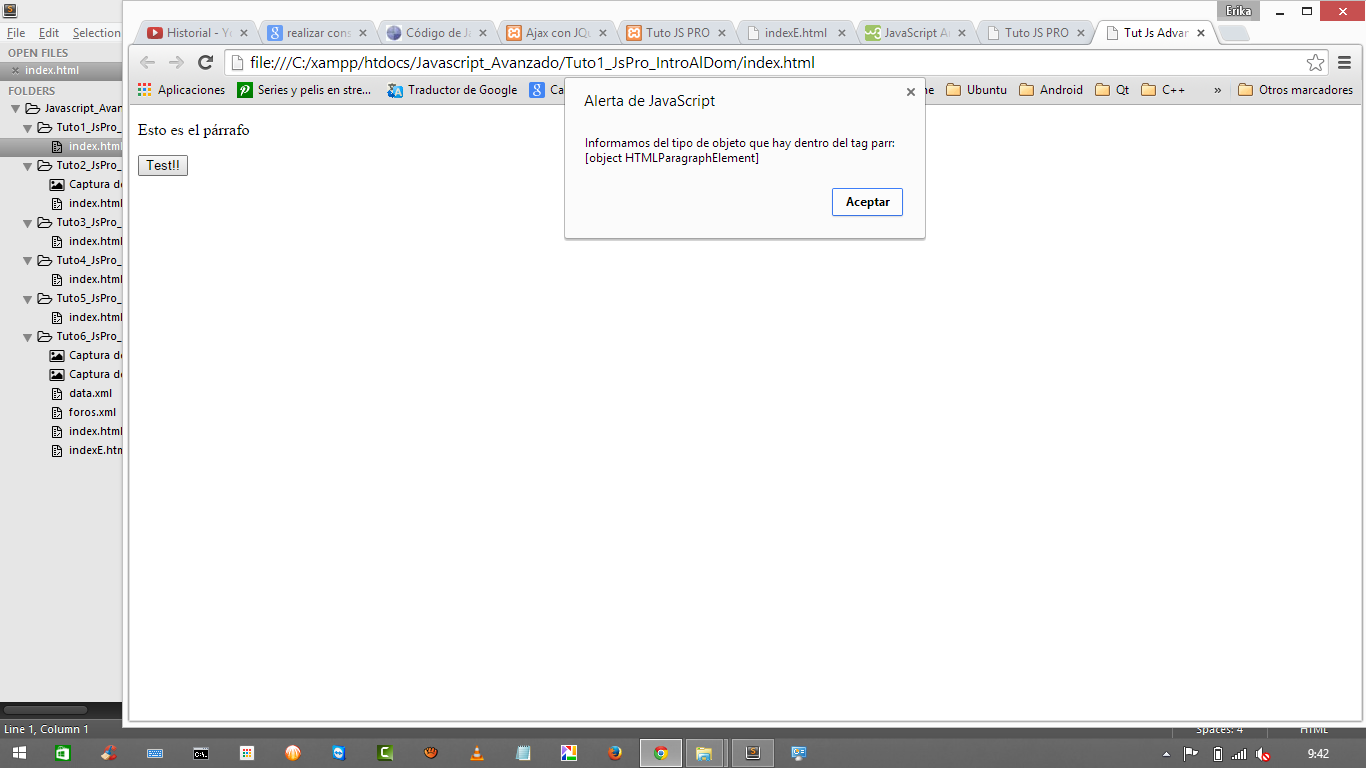 Erika
File Edit Selection
OPEN FILES
index.html
FOLDERS
Javascript_Avan
Tuto1_JsPro_
index.html
Tuto2_JsPro_
Captura de
index.html
Tuto3_JsPro_
index.html
Tuto4_JsPro_
index.html
Tuto5_JsPro_
index.html
Tuto6_JsPro_
Captura de
Captura de
data.xml
foros.xml
index.html
indexE.htm
Line 1, Column 1
Historial - Yo realizar cons Código de Ja Ajax con JQu Tuto JS PRO indexE.html JavaScript A Tuto JS PRO Tut Js Advar
file:///C:/xampp/htdocs/Javascript_Avanzado/Tuto1_JsPro_IntroAlDom/index.html
Aplicaciones Series y pelis en stre... Traductor de Google Ca ne Ubuntu Android Qt C++ » Otros marcadores
Esto es el párrafo
Test!!
Alerta de JavaScript
Informamos del tipo de objeto que hay dentro del tag parr:
[object HTMLParagraphElement]
Aceptar
Spaces: 4 HTML
9:42